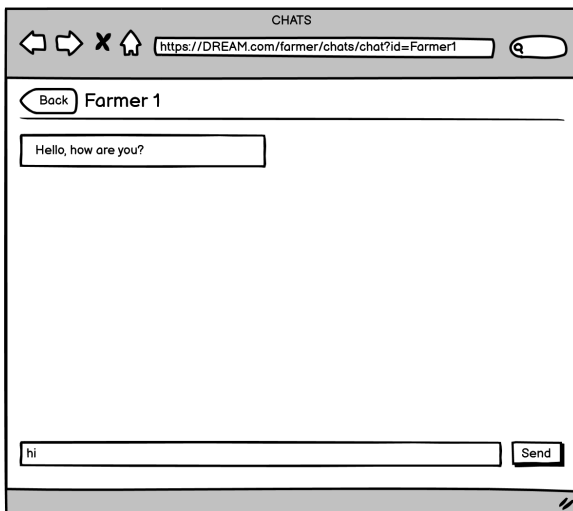 CHATS
https://DREAM.com/farmer/chats/chat?id=Farmer1
Back Farmer 1
Hello, how are you?
hi Send